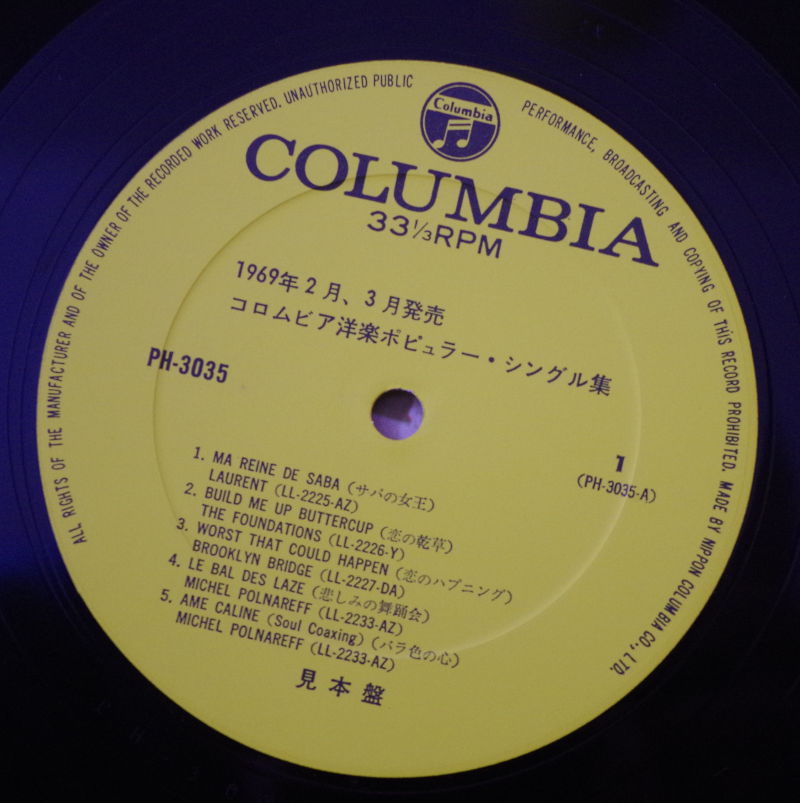 ALL RIGHTS OF THE MANUFACTURER AND OF THE OWNER OF THE RECORDED WORK RESERVED. UNAUTHORIZED PUBLIC PERFORMANCE, BROADCASTING AND COPYING OF THIS RECORD PROHIBITED. MADE BY NIPPON COLUMBIA CO., LTD.
Columbia
COLUMBIA
33⅓RPM
1969年2月、3月発売
コロムビア洋楽ポピュラー・シングル集
PH-3035
1
(PH-3035-A)
1. MA REINE DE SABA (サバの女王)
LAURENT (LL-2225-AZ)
2. BUILD ME UP BUTTERCUP (恋の乾草)
THE FOUNDATIONS (LL-2226-Y)
3. WORST THAT COULD HAPPEN (恋のハプニング)
BROOKLYN BRIDGE (LL-2227-DA)
4. LE BAL DES LAZE (悲しみの舞踊会)
MICHEL POLNAREFF (LL-2233-AZ)
5. AME CALINE (Soul Coaxing) (バラ色の心)
MICHEL POLNAREFF (LL-2233-AZ)
見本盤